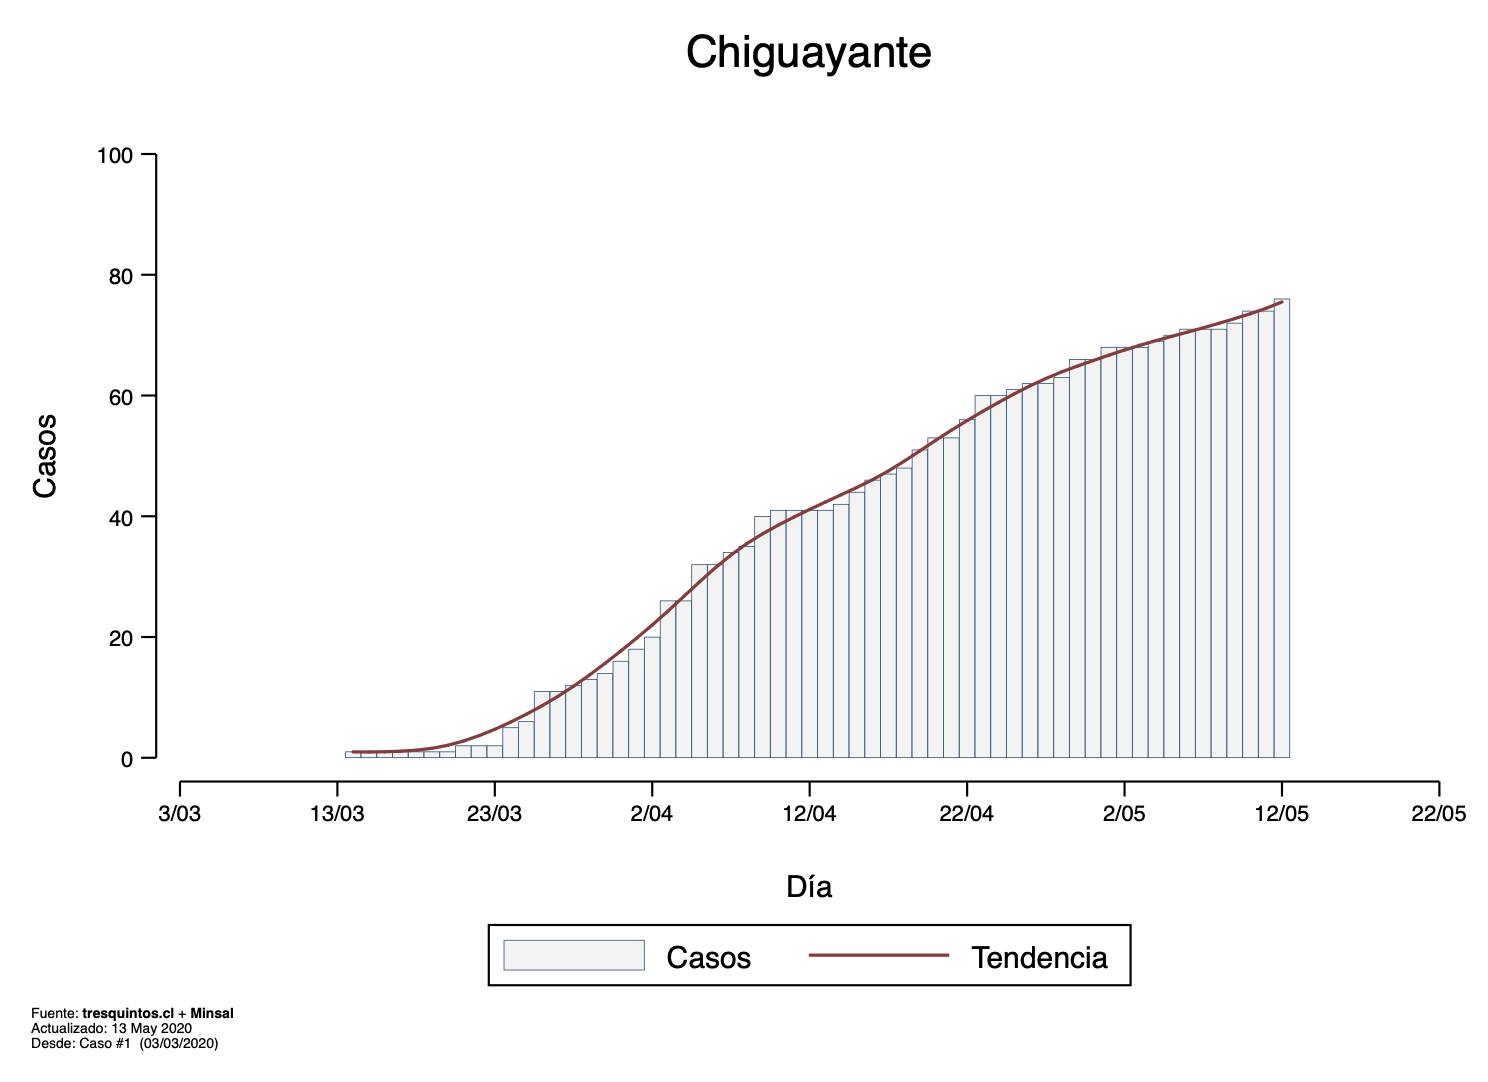 Chiguayante
100
80
60
40
20
0
Casos
3/03 13/03 23/03 2/04 12/04 22/04 2/05 12/05 22/05
Día
Casos Tendencia
Fuente: tresquintos.cl + Minsal
Actualizado: 13 May 2020
Desde: Caso #1 (03/03/2020)